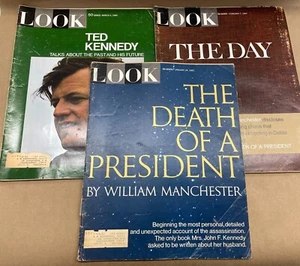 LOOK
TED
KENNEDY
TALKS ABOUT THE PAST AND HIS FUTURE
LOOK
THE DAY
LOOK
THE
DEATH
OF A
PRESIDENT
BY WILLIAM MANCHESTER
Beginning the most personal, detailed
and unexpected account of the assassination.
The only book Mrs. John F. Kennedy
asked to be written about her husband.